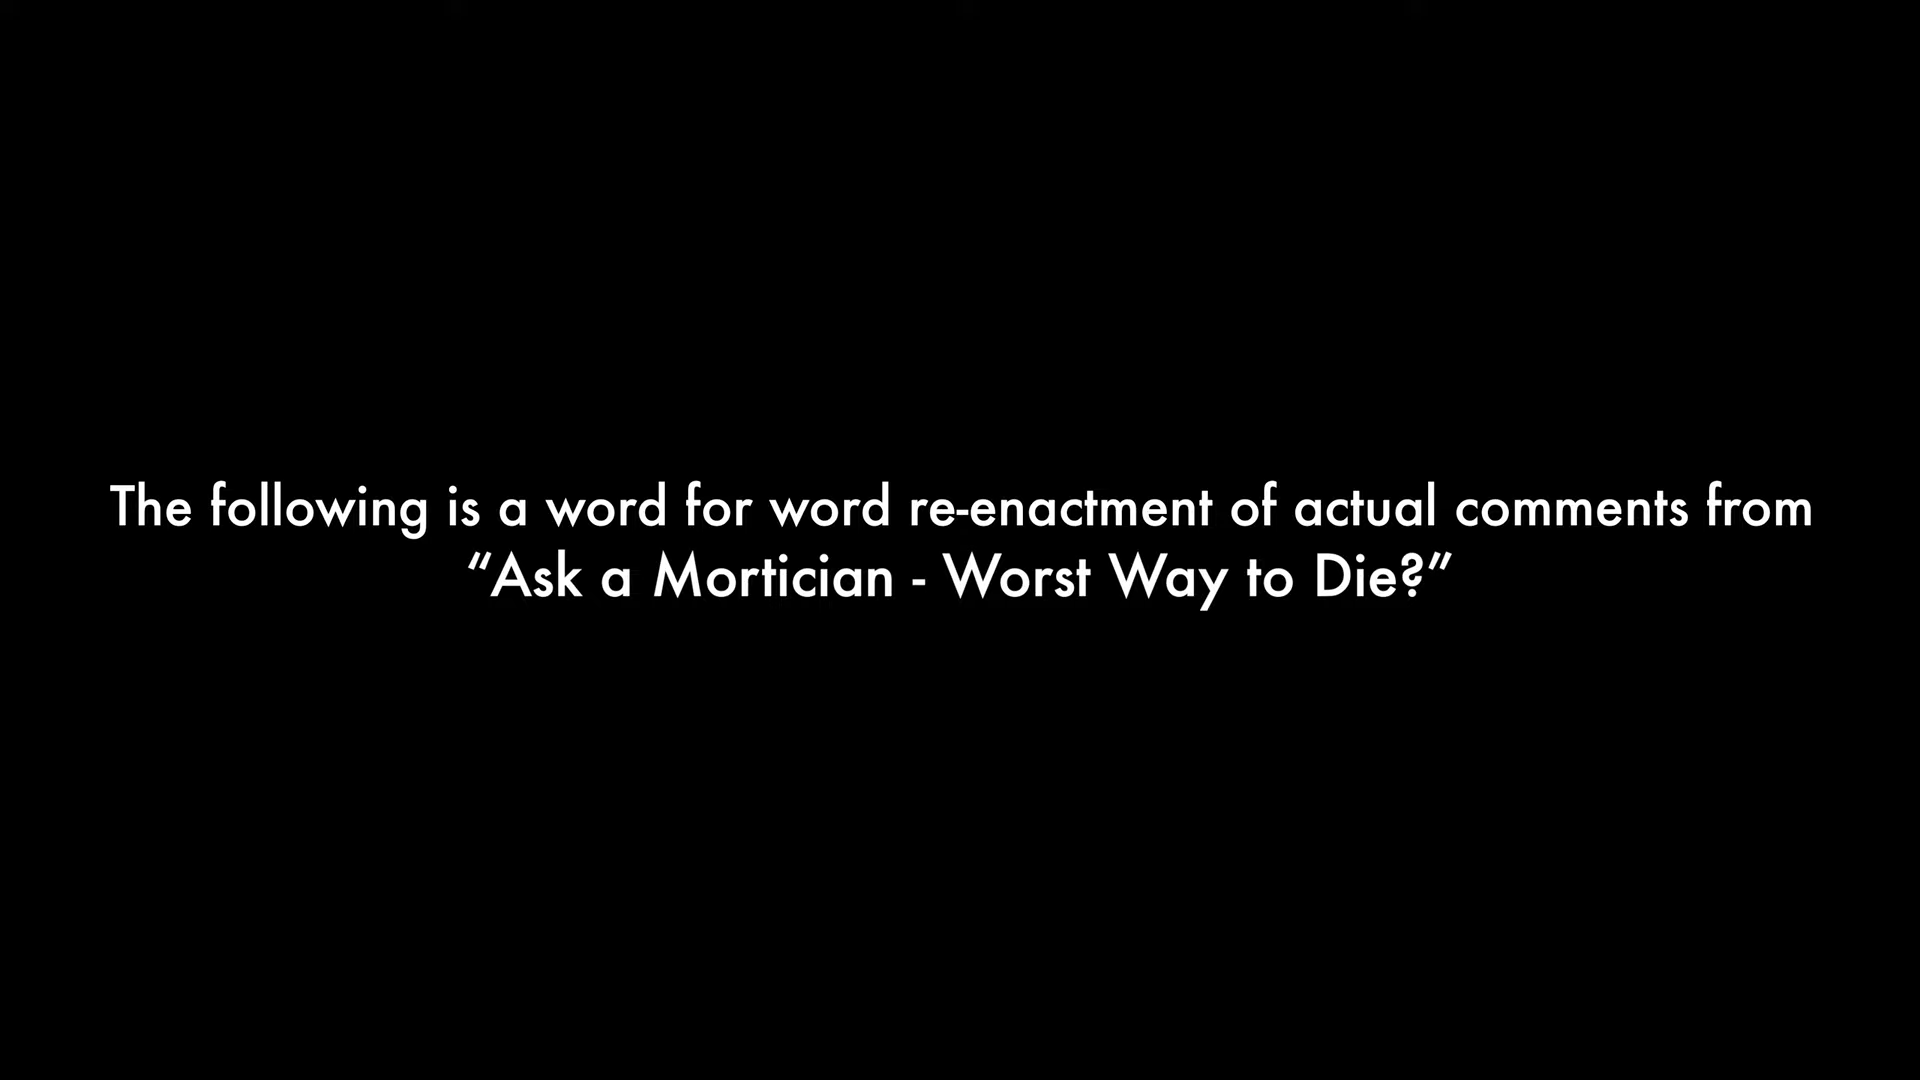 The following is a word for word re-enactment of actual comments from
“Ask a Mortician - Worst Way to Die?”